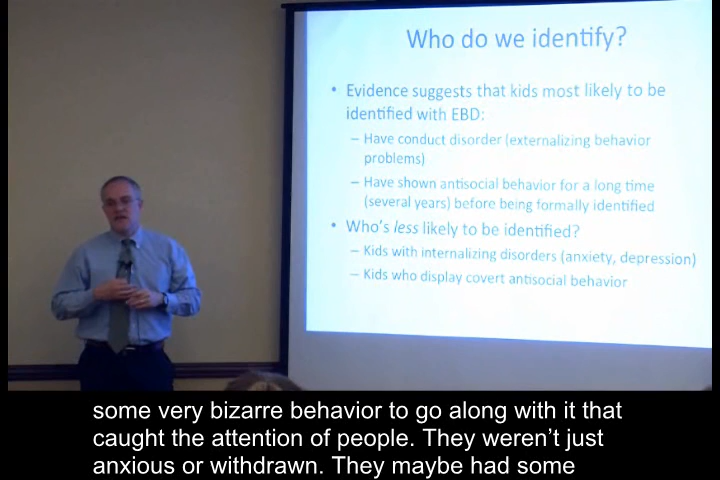 Who do we identify?
• Evidence suggests that kids most likely to be
identified with EBD:
– Have conduct disorder (externalizing behavior
problems)
– Have shown antisocial behavior for a long time
(several years) before being formally identified
• Who's less likely to be identified?
– Kids with internalizing disorders (anxiety, depression)
– Kids who display covert antisocial behavior
some very bizarre behavior to go along with it that
caught the attention of people. They weren't just
anxious or withdrawn. They maybe had some